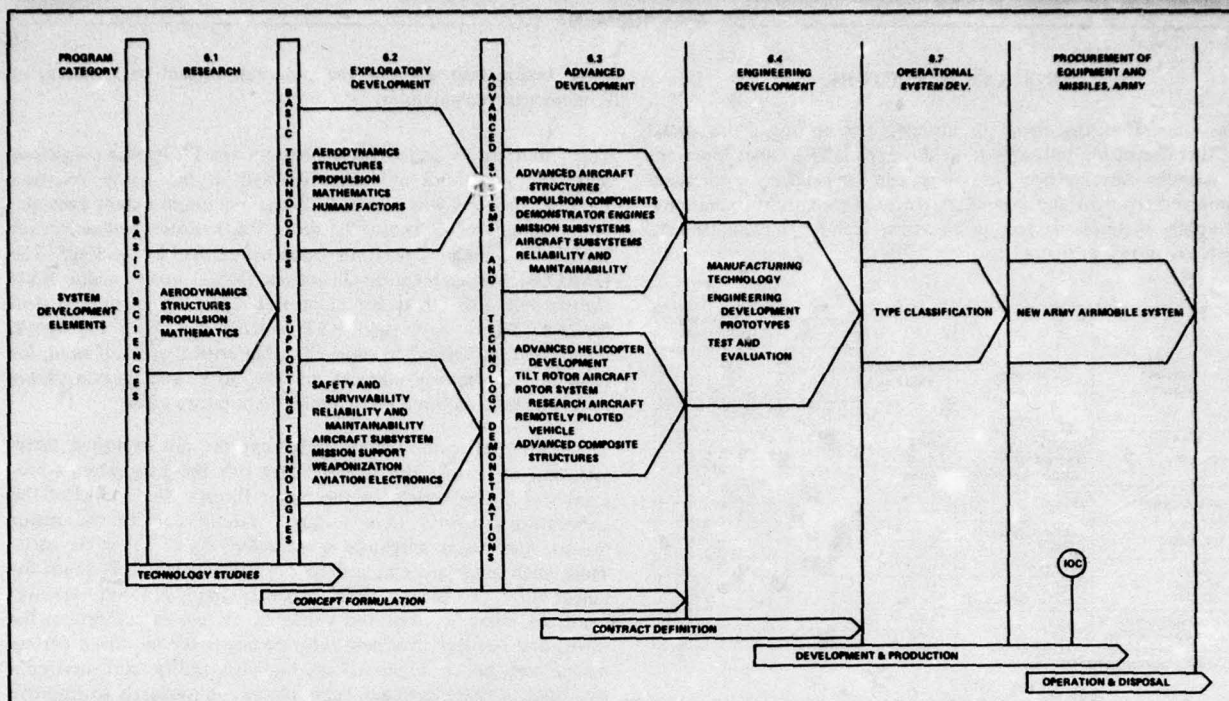 PROGRAM
CATEGORY
6.1
RESEARCH
6.2
EXPLORATORY
DEVELOPMENT
6.3
ADVANCED
DEVELOPMENT
6.4
ENGINEERING
DEVELOPMENT
6.7
OPERATIONAL
SYSTEM DEV.
PROCUREMENT OF
EQUIPMENT AND
MISSILES, ARMY
SYSTEM
DEVELOPMENT
ELEMENTS
BASIC SCIENCES
AERODYNAMICS
STRUCTURES
PROPULSION
MATHEMATICS
BASIC TECHNOLOGIES
SUPPORTING TECHNOLOGIES
AERODYNAMICS
STRUCTURES
PROPULSION
MATHEMATICS
HUMAN FACTORS
SAFETY AND
SURVIVABILITY
RELIABILITY AND
MAINTAINABILITY
AIRCRAFT SUBSYSTEM
MISSION SUPPORT
WEAPONIZATION
AVIATION ELECTRONICS
ADVANCED SYSTEMS AND TECHNOLOGY DEMONSTRATIONS
ADVANCED AIRCRAFT
STRUCTURES
PROPULSION COMPONENTS
DEMONSTRATOR ENGINES
MISSION SUBSYSTEMS
AIRCRAFT SUBSYSTEMS
RELIABILITY AND
MAINTAINABILITY
ADVANCED HELICOPTER
DEVELOPMENT
TILT ROTOR AIRCRAFT
ROTOR SYSTEM
RESEARCH AIRCRAFT
REMOTELY PILOTED
VEHICLE
ADVANCED COMPOSITE
STRUCTURES
MANUFACTURING
TECHNOLOGY
ENGINEERING
DEVELOPMENT
PROTOTYPES
TEST AND
EVALUATION
TYPE CLASSIFICATION
NEW ARMY AIRMOBILE SYSTEM
IOC
TECHNOLOGY STUDIES
CONCEPT FORMULATION
CONTRACT DEFINITION
DEVELOPMENT & PRODUCTION
OPERATION & DISPOSAL